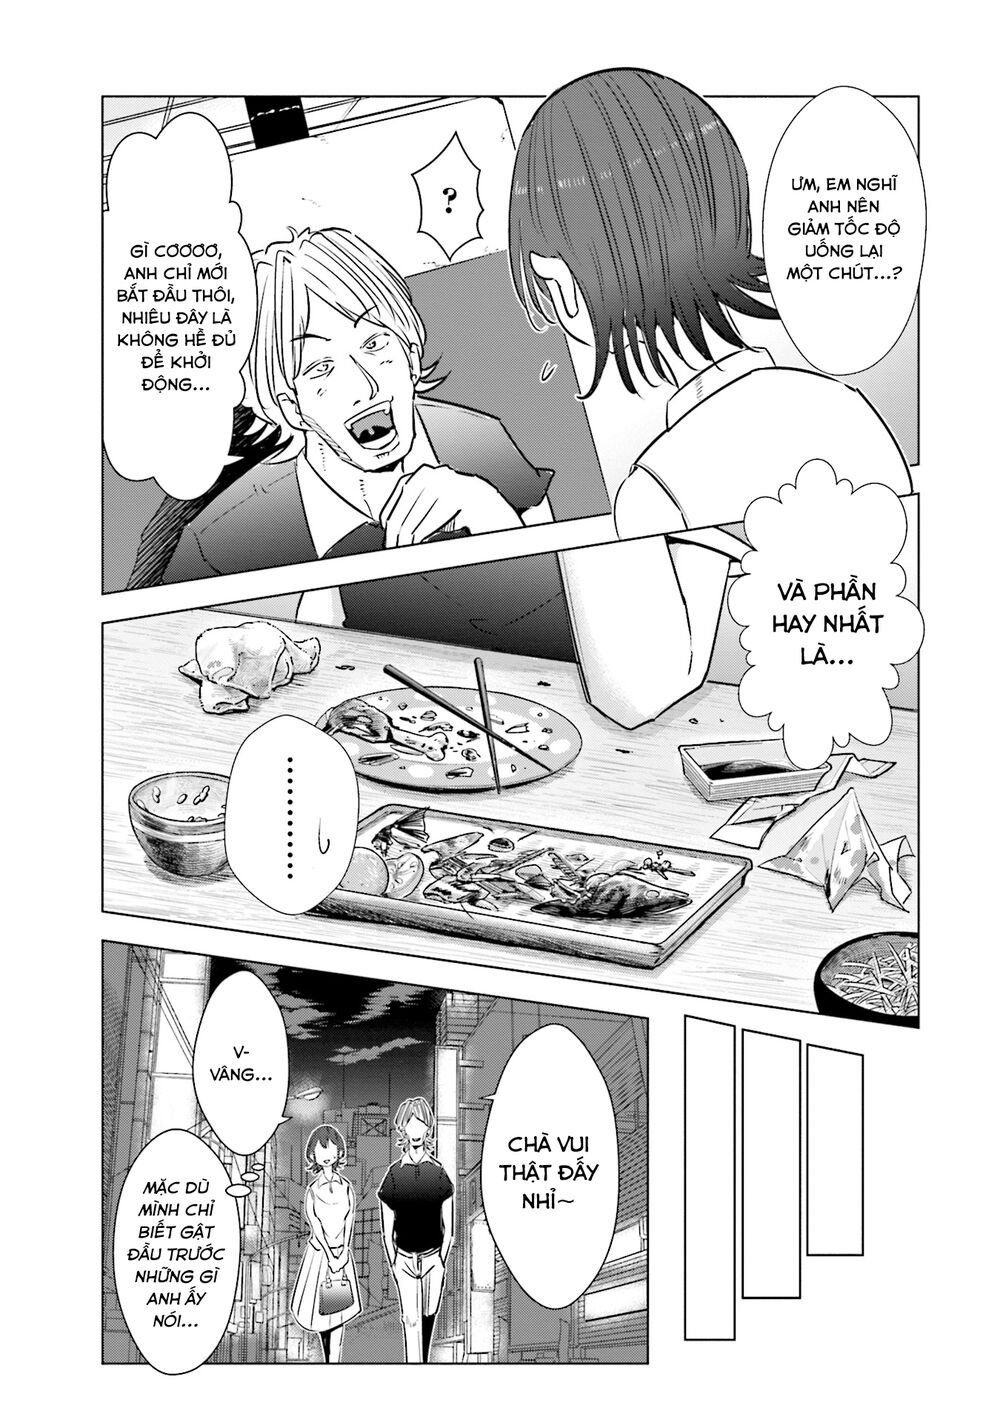 ƯM, EM NGHĨ
ANH NÊN
GIẢM TỐC ĐỘ
UỐNG LẠI
MỘT CHÚT...?
?
GÌ CƠƠƠƠ,
ANH CHỈ MỚI
BẮT ĐẦU THÔI,
NHIÊU ĐÂY LÀ
KHÔNG HỀ ĐỦ
ĐỂ KHỞI
ĐỘNG...
VÀ PHẦN
HAY NHẤT
LÀ...
.........
CHÀ VUI
THẬT ĐẤY
NHỈ~
V-
VÂNG...
MẶC DÙ
MÌNH CHỈ
BIẾT GẬT
ĐẦU TRƯỚC
NHỮNG GÌ
ANH ẤY
NÓI...